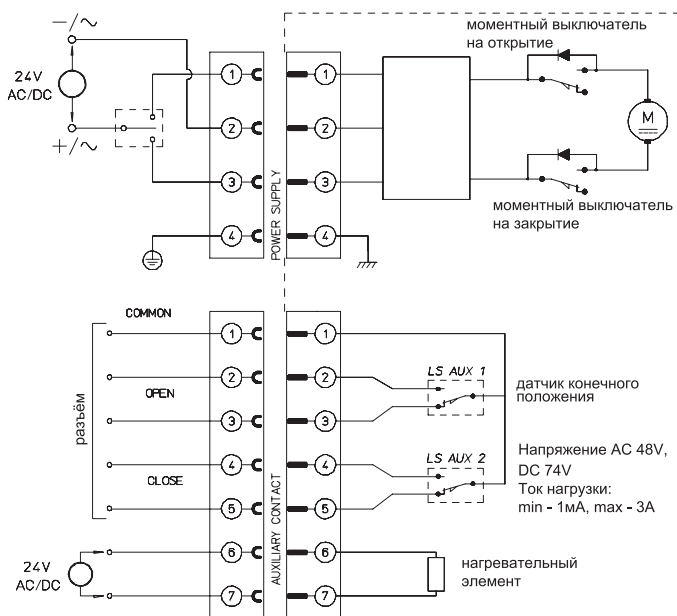 −/∼
24V
AC/DC
+/∼
1
2
3
4
POWER SUPPLY
1
2
3
4
моментный выключатель
на открытие
M
моментный выключатель
на закрытие
COMMON
OPEN
CLOSE
разъём
24V
AC/DC
1
2
3
4
5
6
7
AUXILIARY CONTACT
1
2
3
4
5
6
7
LS AUX 1
LS AUX 2
датчик конечного
положения
Напряжение AC 48V,
DC 74V
Ток нагрузки:
min - 1мА, max - 3А
нагревательный
элемент